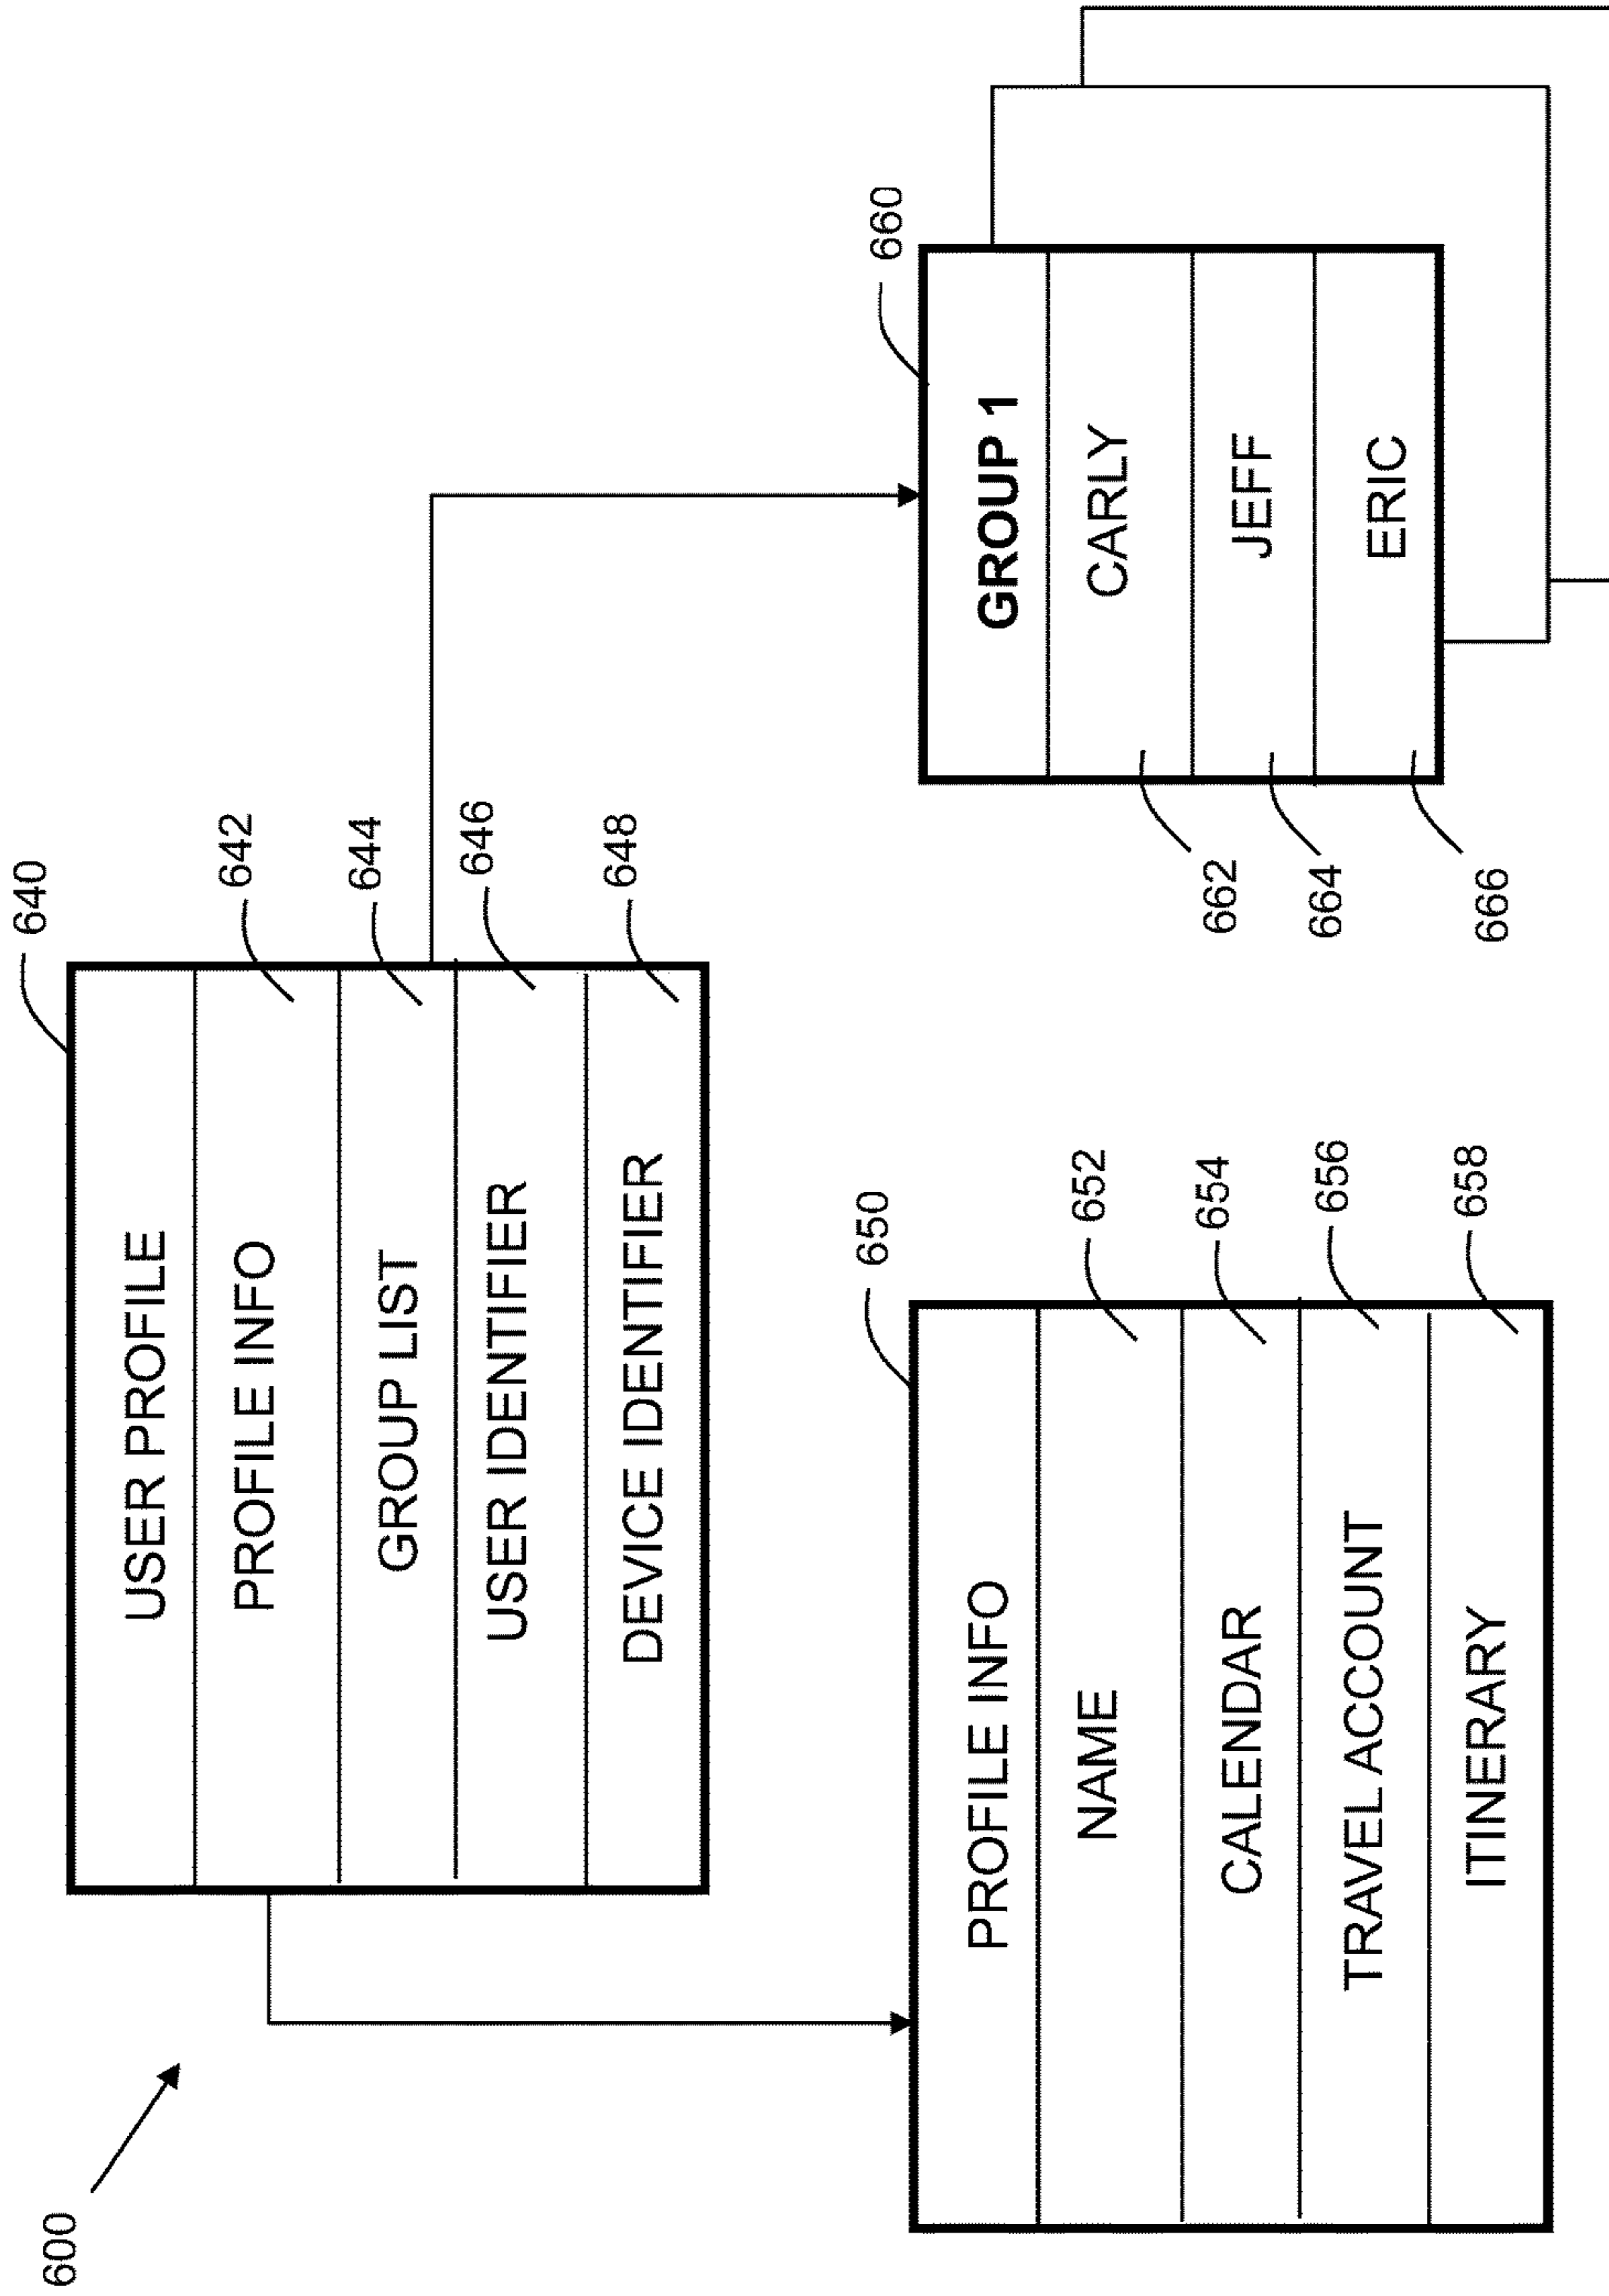 600
640
USER PROFILE
PROFILE INFO
642
GROUP LIST
644
USER IDENTIFIER
646
DEVICE IDENTIFIER
648
650
PROFILE INFO
NAME
652
CALENDAR
654
TRAVEL ACCOUNT
656
ITINERARY
658
660
GROUP 1
CARLY
662
JEFF
664
ERIC
666